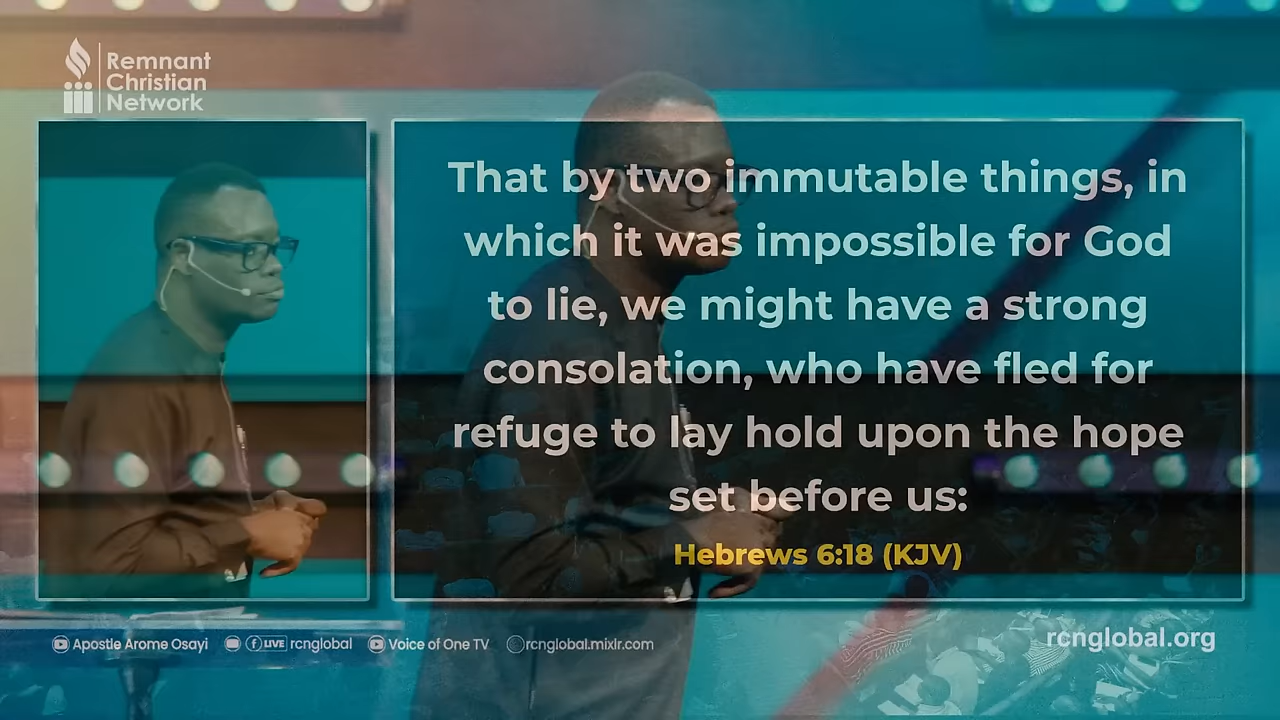 Remnant
Christian
Network
That by two immutable things, in
which it was impossible for God
to lie, we might have a strong
consolation, who have fled for
refuge to lay hold upon the hope
set before us:
Hebrews 6:18 (KJV)
Apostle Arome Osayi f LIVE rcnglobal Voice of One TV rcnglobal.mixlr.com
rcnglobal.org